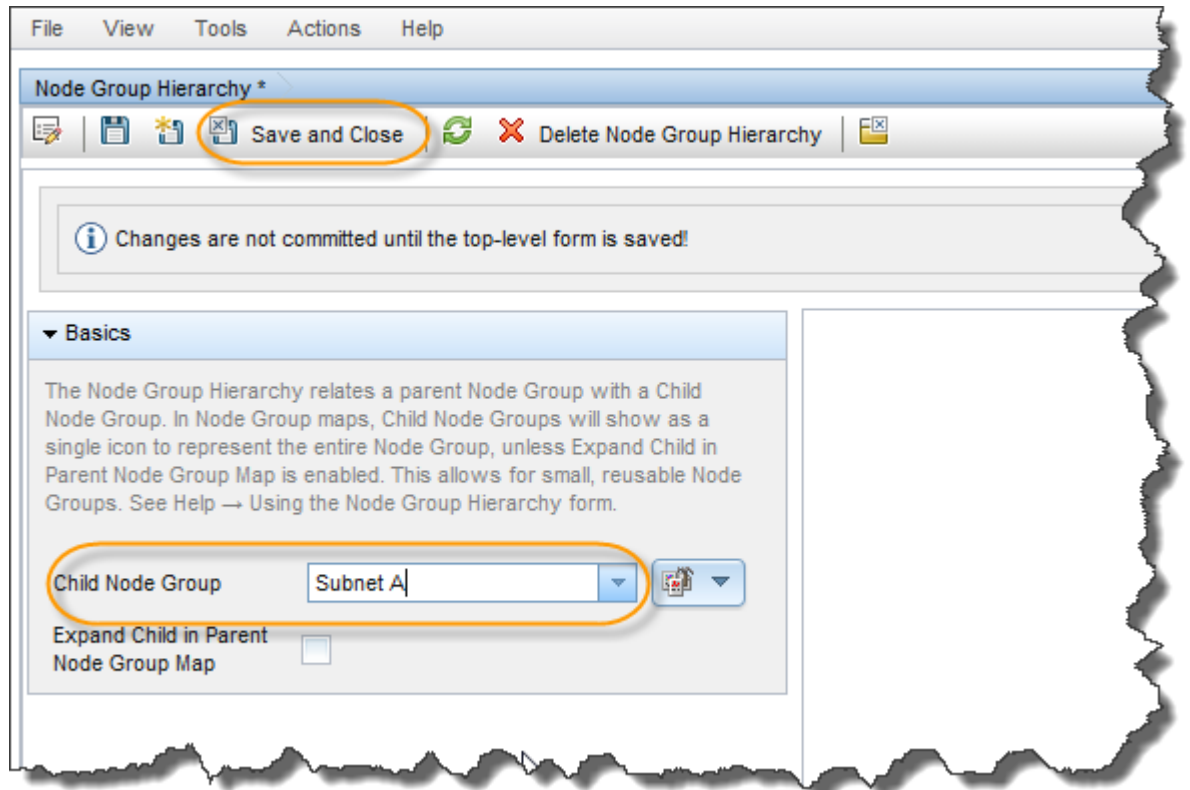 File View Tools Actions Help
Node Group Hierarchy *
Save and Close Delete Node Group Hierarchy
Changes are not committed until the top-level form is saved!
Basics
The Node Group Hierarchy relates a parent Node Group with a Child
Node Group. In Node Group maps, Child Node Groups will show as a
single icon to represent the entire Node Group, unless Expand Child in
Parent Node Group Map is enabled. This allows for small, reusable Node
Groups. See Help → Using the Node Group Hierarchy form.
Child Node Group Subnet A
Expand Child in Parent
Node Group Map